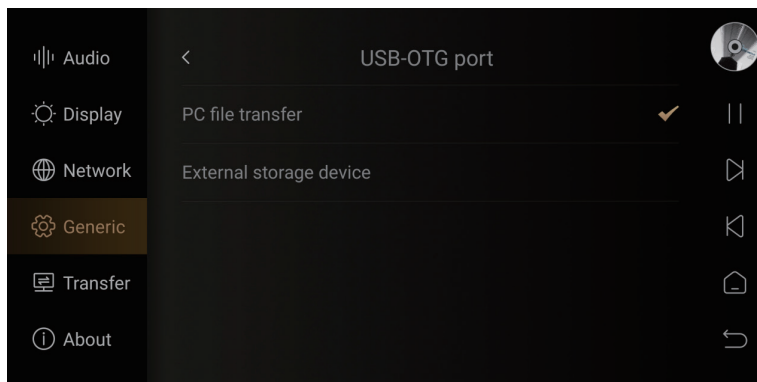 Audio
Display
Network
Generic
Transfer
About
USB-OTG port
PC file transfer
External storage device